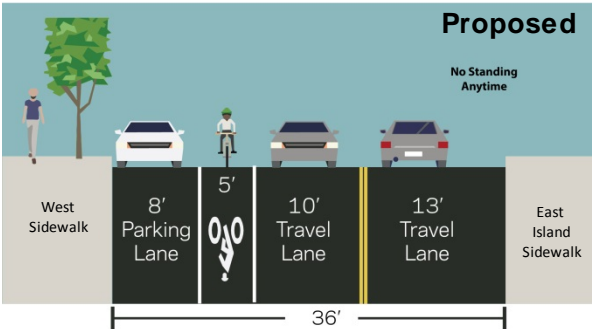 Proposed
No Standing
Anytime
West
Sidewalk
8'
Parking
Lane
5'
10'
Travel
Lane
13'
Travel
Lane
East
Island
Sidewalk
36'